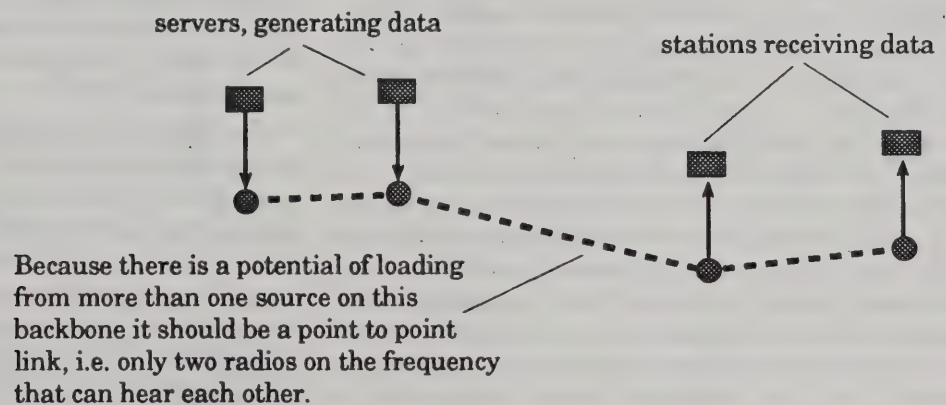 servers, generating data
stations receiving data
Because there is a potential of loading
from more than one source on this
backbone it should be a point to point
link, i.e. only two radios on the frequency
that can hear each other.